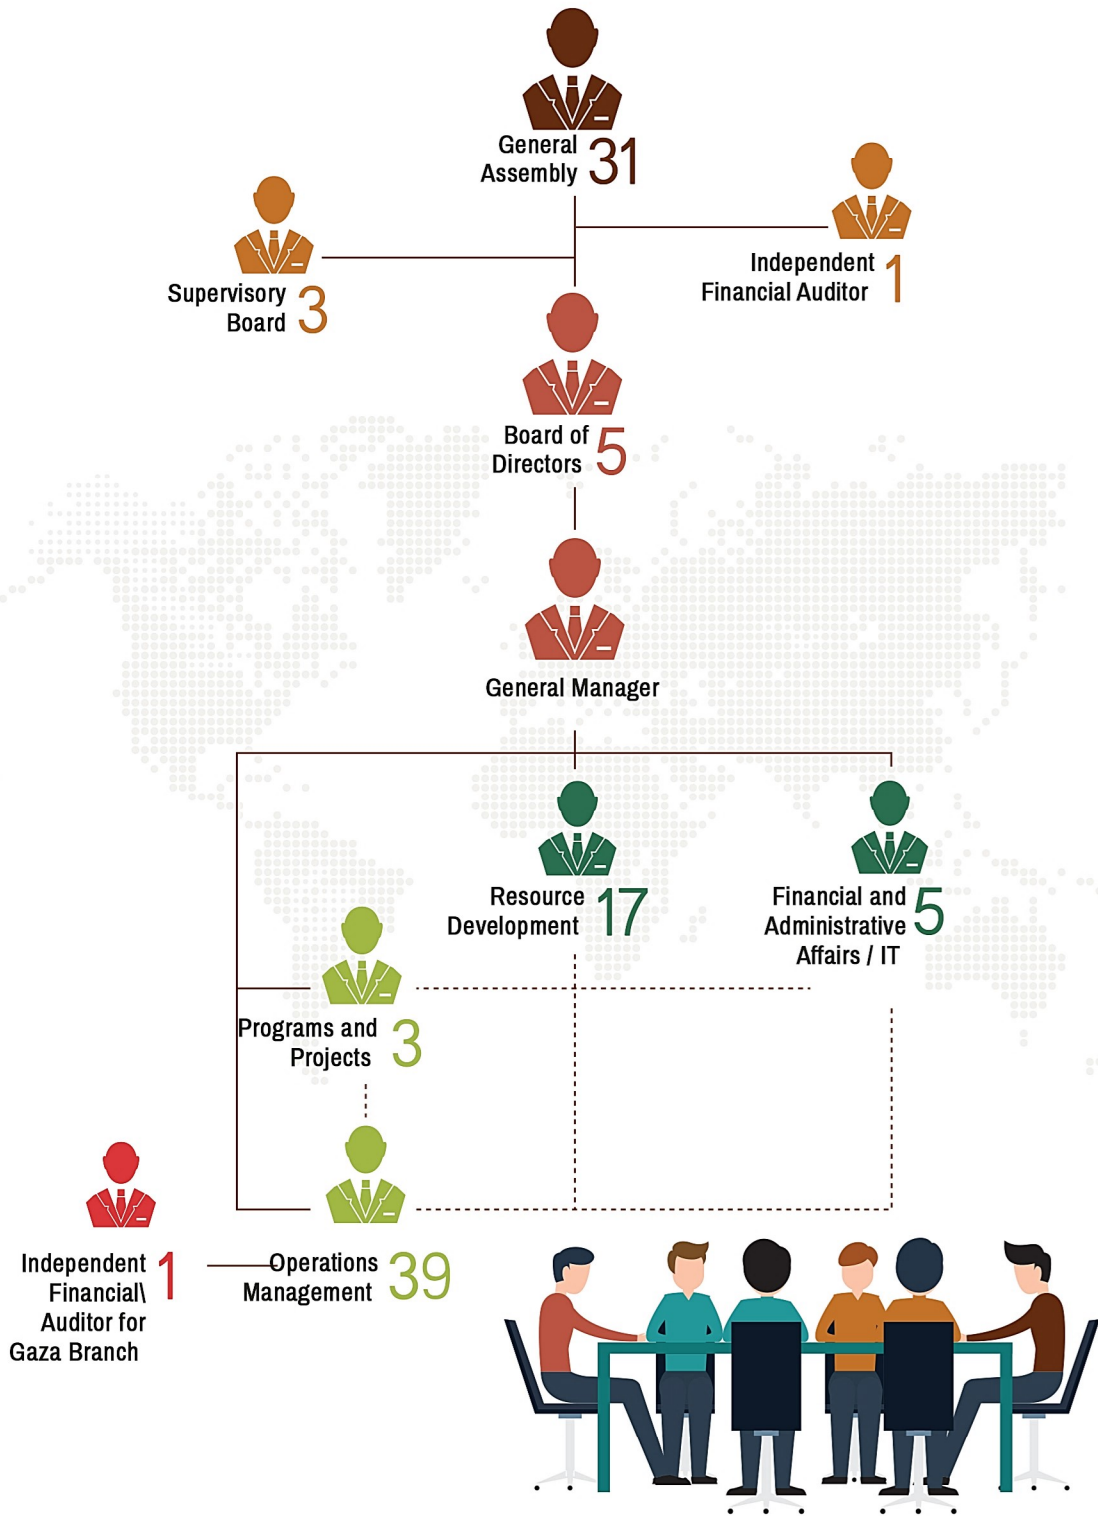 General
Assembly 31
Independent
Financial Auditor 1
Supervisory
Board 3
Board of
Directors 5
General Manager
Resource
Development 17
Financial and
Administrative
Affairs / IT 5
Programs and
Projects 3
Independent
Financial\
Auditor for
Gaza Branch 1
Operations
Management 39